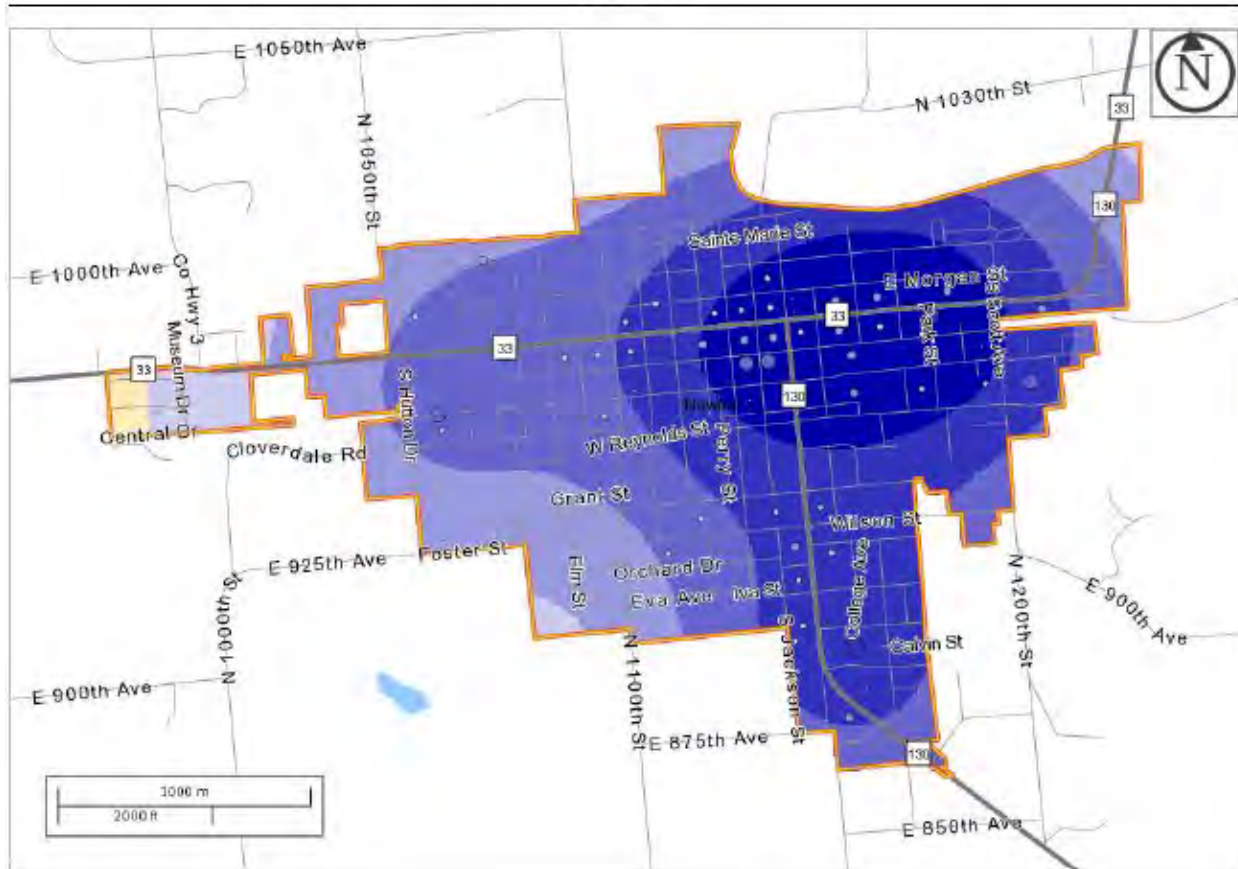 E 1050th Ave
N
N 1030th St
33
N 1050th St
130
Sainte Marie St
Co Hwy 3
E 1000th Ave
E Morgan St
33
Park St
33
33
Museum Dr
S Hutton Dr
130
Central Dr
Cloverdale Rd
W Reynolds St
Perry St
Grant St
Wilson St
E 925th Ave
Foster St
Elm St
Orchard Dr
College Ave
Eva Ave
Iva St
N 1200th St
E 900th Ave
N 1000th St
Calvin St
S Jackson St
N 1100th St
E 900th Ave
E 875th Ave
130
1000 m
2000 ft
E 850th Ave